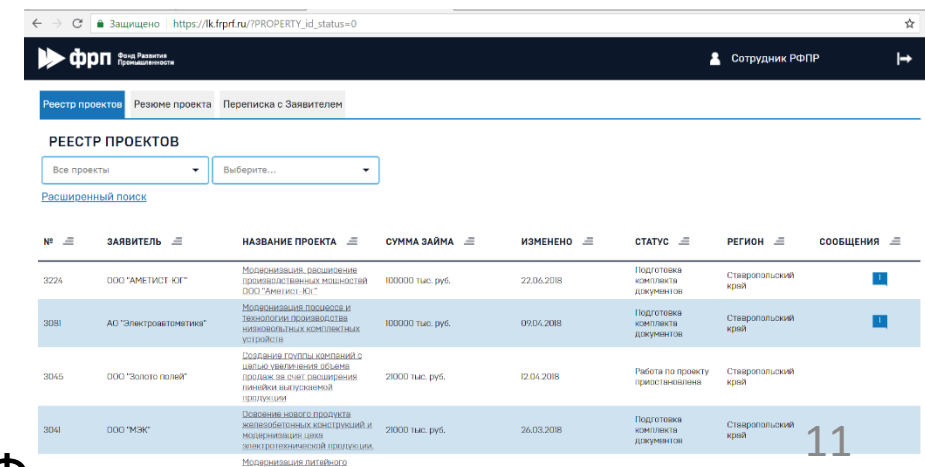 Защищено https://lk.frprf.ru/?PROPERTY_id_status=0
фрп Фонд Развития Промышленности
Сотрудник РФПР
Реестр проектов Резюме проекта Переписка с Заявителем
РЕЕСТР ПРОЕКТОВ
Все проекты Выберите...
Расширенный поиск
№ ЗАЯВИТЕЛЬ НАЗВАНИЕ ПРОЕКТА СУММА ЗАЙМА ИЗМЕНЕНО СТАТУС РЕГИОН СООБЩЕНИЯ
3224 ООО "АМЕТИСТ-ЮГ" Модернизация, расширение производственных мощностей ООО "Аметист-Юг" 100000 тыс. руб. 22.06.2018 Подготовка комплекта документов Ставропольский край 1
3081 АО "Электроавтоматика" Модернизация процесса и технологии производства низковольтных комплектных устройств 100000 тыс. руб. 09.04.2018 Подготовка комплекта документов Ставропольский край 1
3045 ООО "Золото полей" Создание группы компаний с целью увеличения объема продаж за счет расширения линейки выпускаемой продукции 21000 тыс. руб. 12.04.2018 Работа по проекту приостановлена Ставропольский край
3041 ООО "МЭК" Освоение нового продукта железобетонных конструкций и модернизация цеха электротехнической продукции. 21000 тыс. руб. 26.03.2018 Подготовка комплекта документов Ставропольский край
Модернизация литейного
11